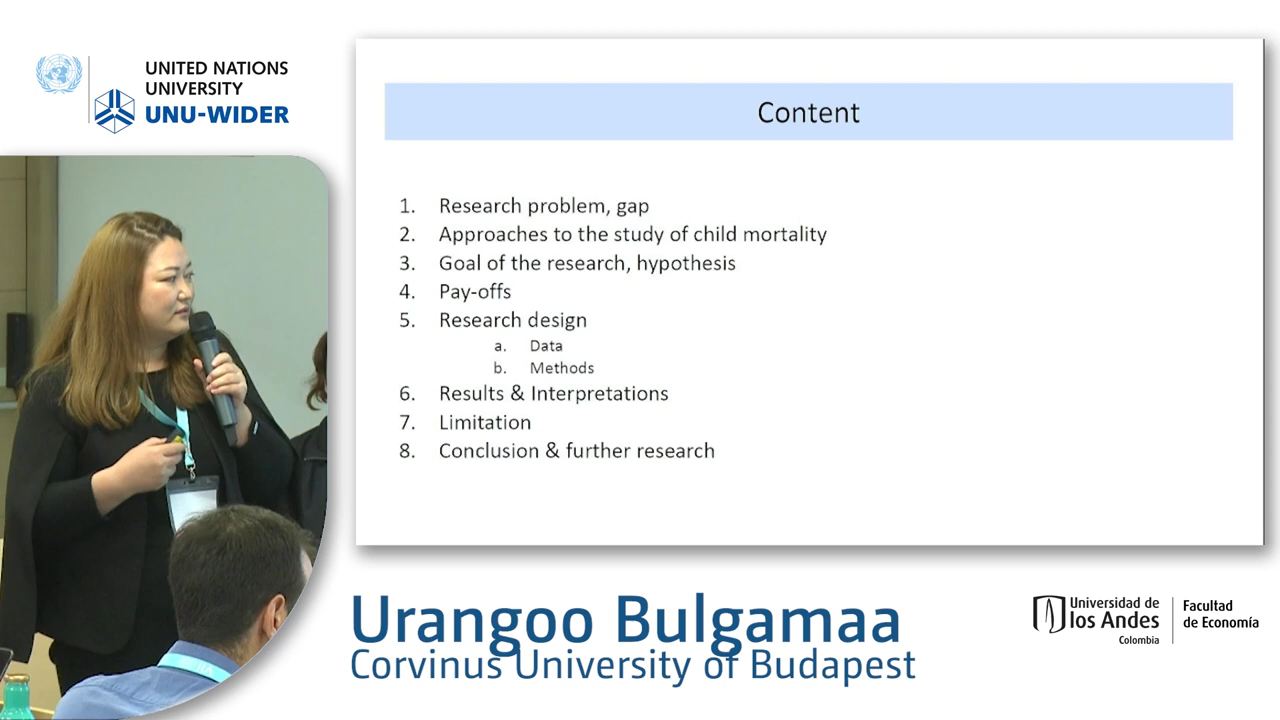 UNITED NATIONS
UNIVERSITY
UNU-WIDER
Content
1. Research problem, gap
2. Approaches to the study of child mortality
3. Goal of the research, hypothesis
4. Pay-offs
5. Research design
a. Data
b. Methods
6. Results & Interpretations
7. Limitation
8. Conclusion & further research
Urangoo Bulgamaa
Corvinus University of Budapest
Universidad de
los Andes
Colombia
Facultad
de Economía